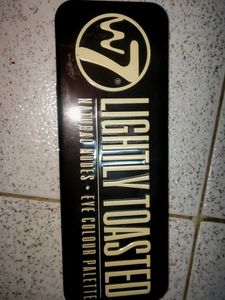 W7®
LIGHTLY TOASTED
NATURAL NUDES • EYE COLOUR PALETTE